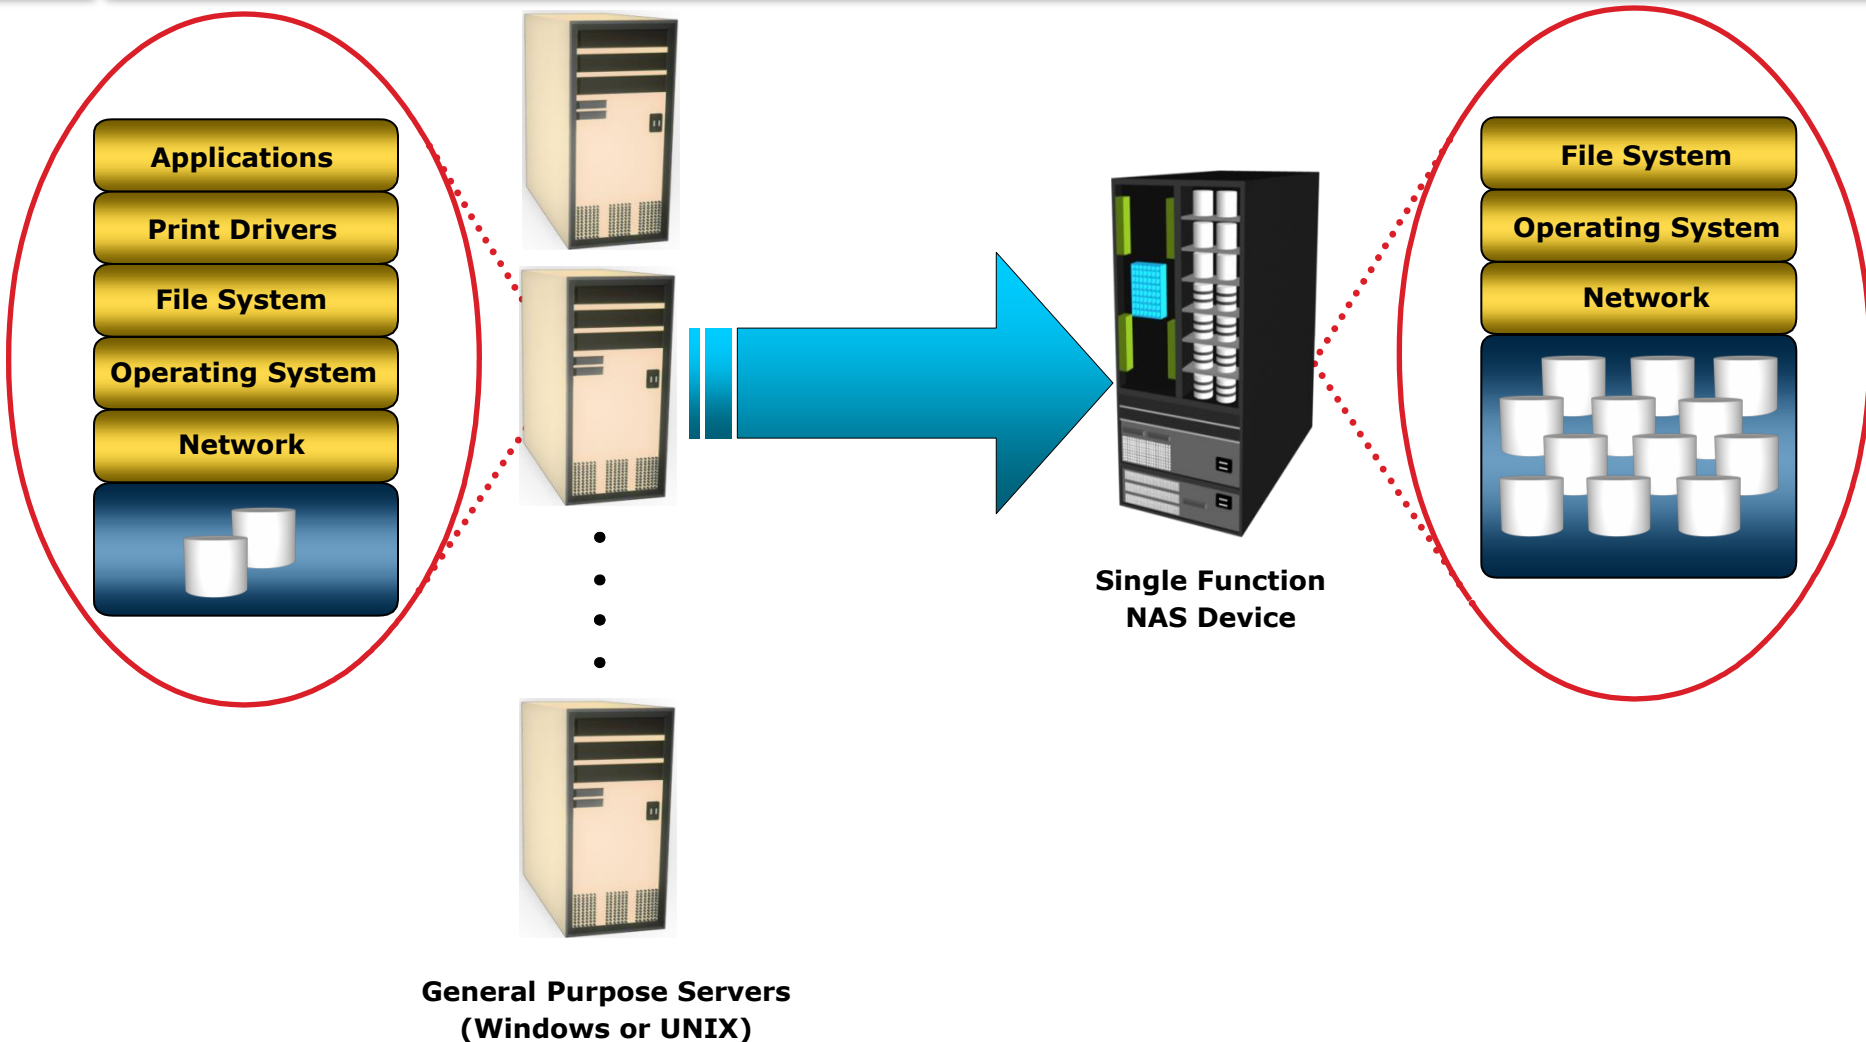 Applications
Print Drivers
File System
Operating System
Network
General Purpose Servers
(Windows or UNIX)
Single Function
NAS Device
File System
Operating System
Network